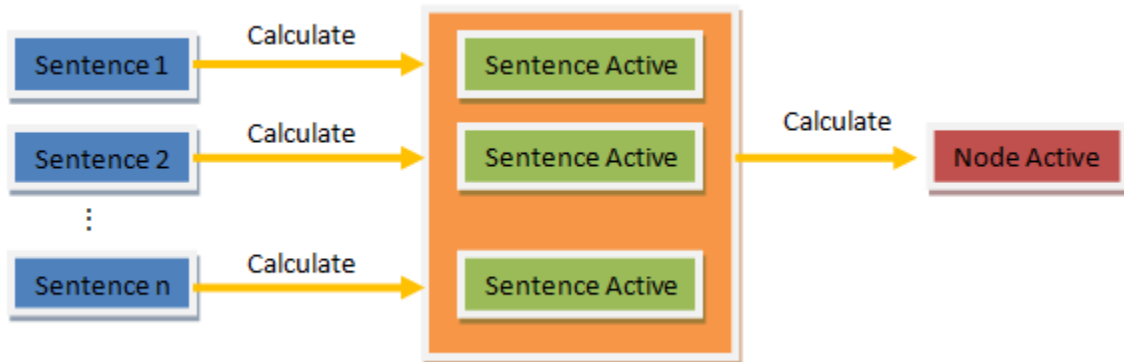 Calculate
Sentence 1
Sentence Active
Calculate
Sentence 2
Sentence Active
Calculate
Node Active
⋮
Calculate
Sentence n
Sentence Active